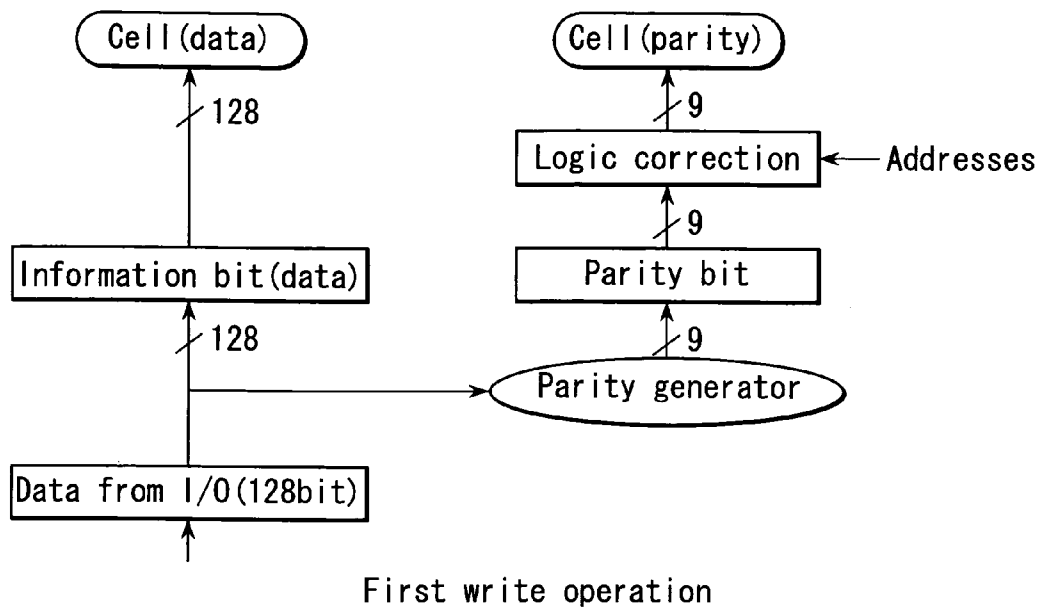 Cell(data)
Cell(parity)
128
9
Logic correction
Addresses
9
Information bit(data)
Parity bit
128
9
Parity generator
Data from I/O(128bit)
First write operation